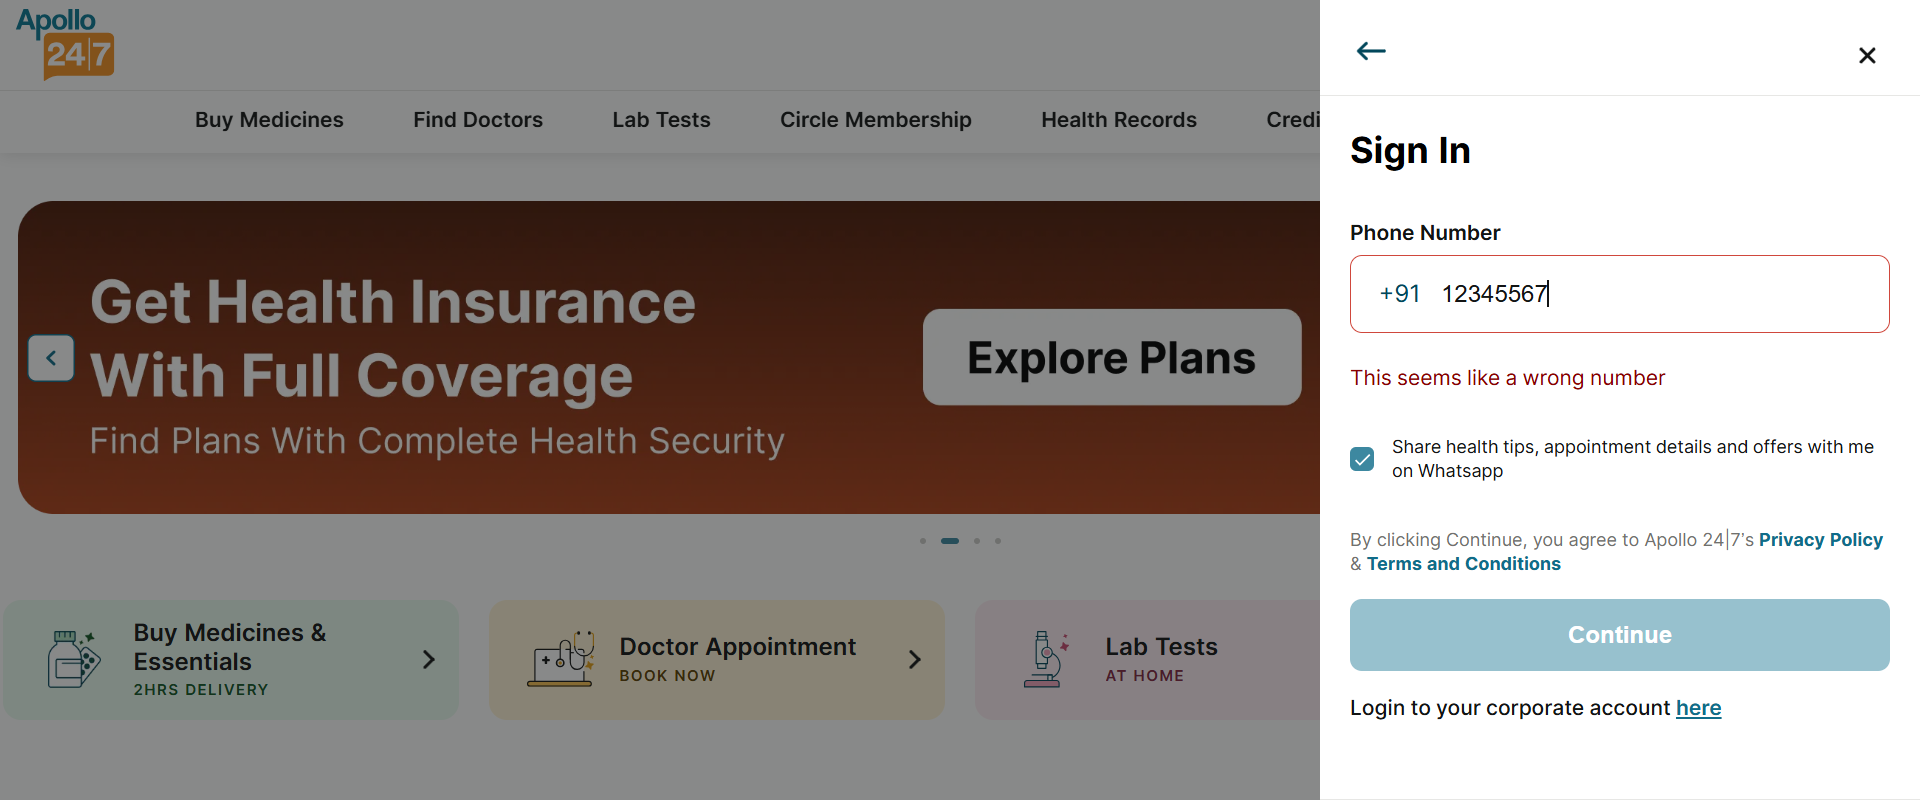 Apollo
24|7
Buy Medicines
Find Doctors
Lab Tests
Circle Membership
Health Records
Credi
Get Health Insurance
With Full Coverage
Find Plans With Complete Health Security
Explore Plans
Buy Medicines &
Essentials
2HRS DELIVERY
Doctor Appointment
BOOK NOW
Lab Tests
AT HOME
Sign In
Phone Number
+91 12345567
This seems like a wrong number
Share health tips, appointment details and offers with me
on Whatsapp
By clicking Continue, you agree to Apollo 24|7's Privacy Policy
& Terms and Conditions
Continue
Login to your corporate account here